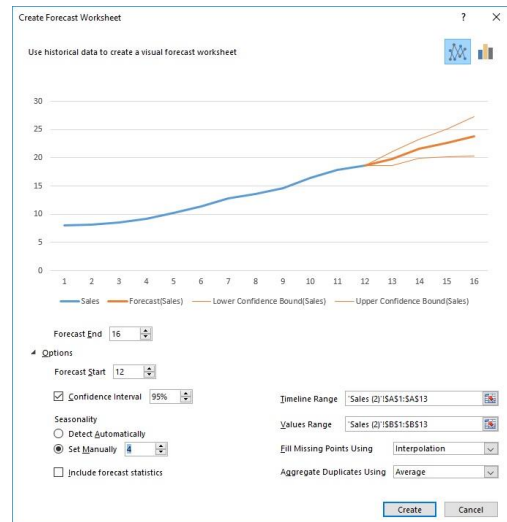 Create Forecast Worksheet ? ×
Use historical data to create a visual forecast worksheet
30
25
20
15
10
5
0
1 2 3 4 5 6 7 8 9 10 11 12 13 14 15 16
Sales Forecast(Sales) Lower Confidence Bound(Sales) Upper Confidence Bound(Sales)
Forecast End 16
Options
Forecast Start 12
Confidence Interval 95%
Timeline Range 'Sales (2)'!$A$1:$A$13
Seasonality
Values Range 'Sales (2)'!$B$1:$B$13
Detect Automatically
Set Manually 4
Fill Missing Points Using Interpolation
Include forecast statistics
Aggregate Duplicates Using Average
Create Cancel